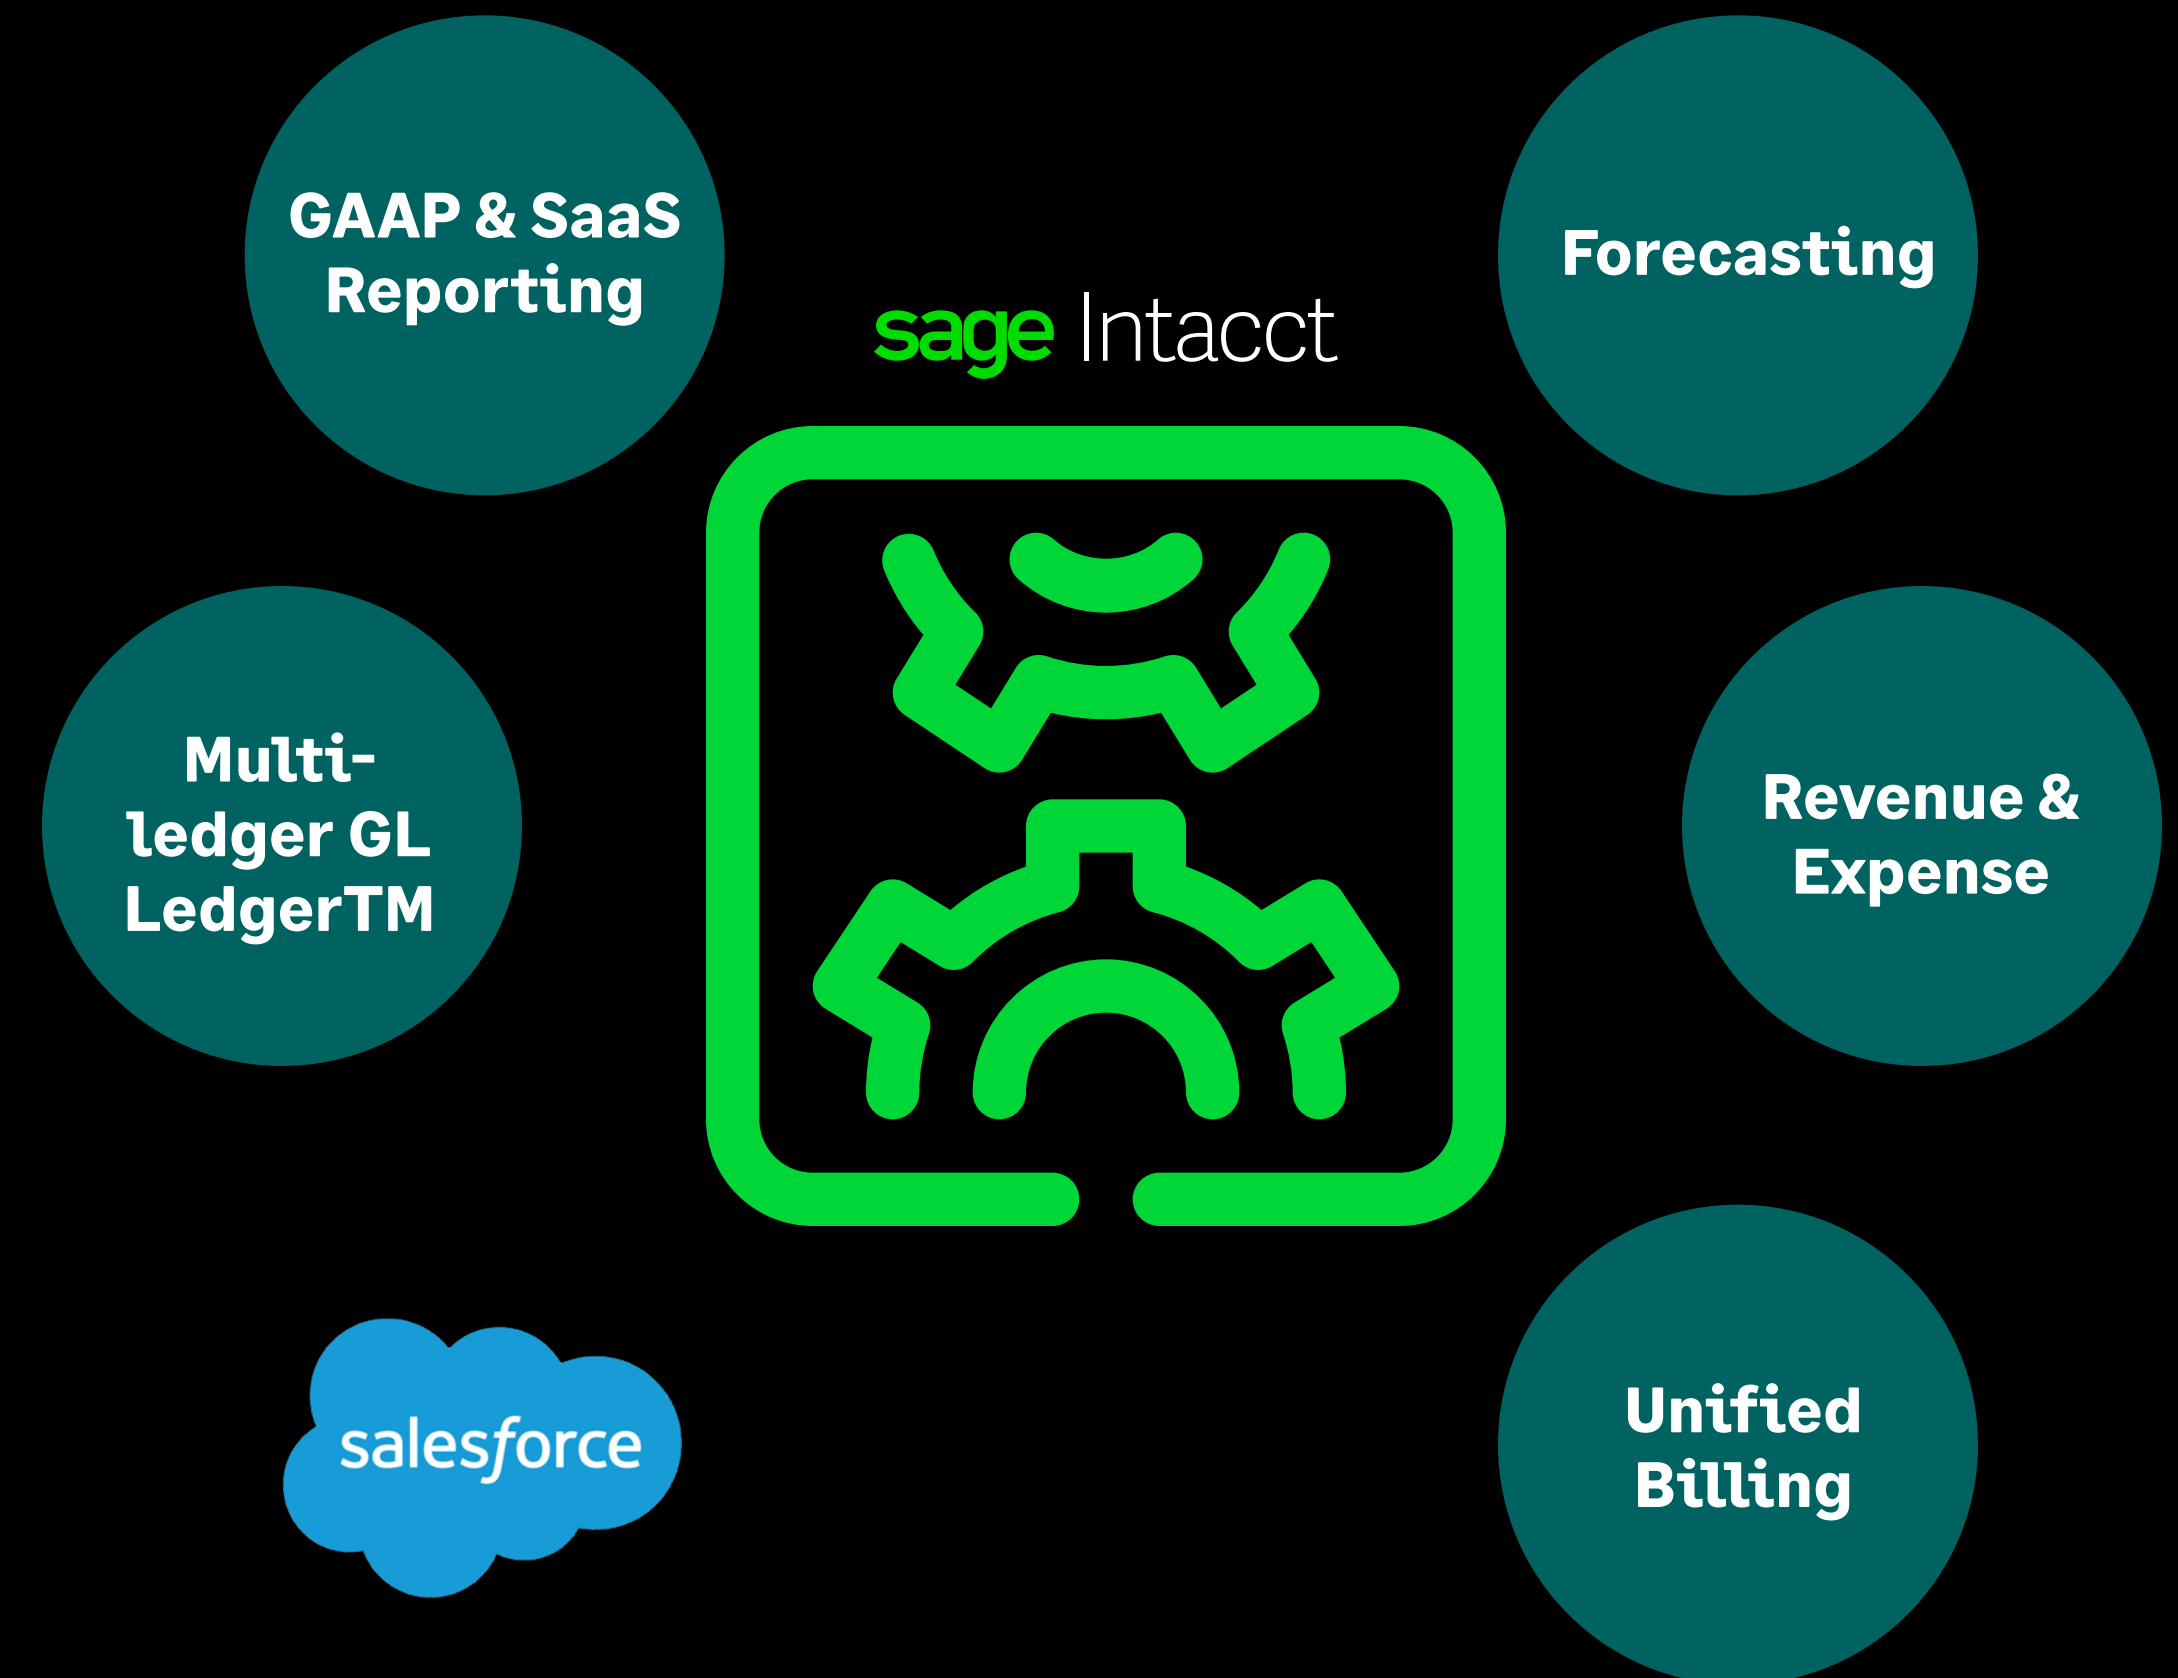 GAAP & SaaS
Reporting
Forecasting
sage Intacct
Multi-
ledger GL
LedgerTM
Revenue &
Expense
salesforce
Unified
Billing